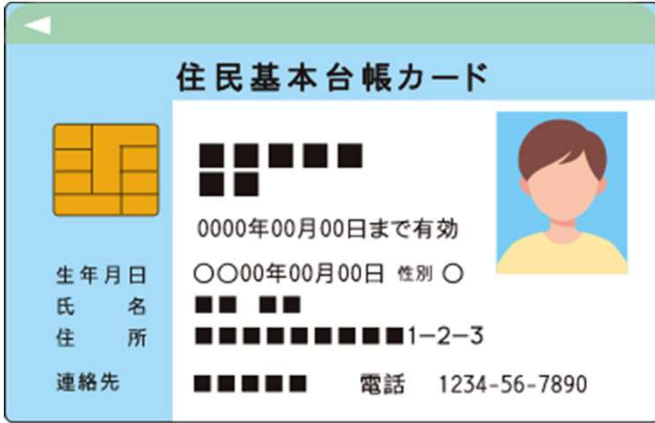 住民基本台帳カード
■■■■■
■■
0000年00月00日まで有効
生年月日 〇〇00年00月00日 性別 〇
氏 名 ■■ ■■
住 所 ■■■■■■■■■1−2−3
連絡先 ■■■■■ 電話 1234-56-7890